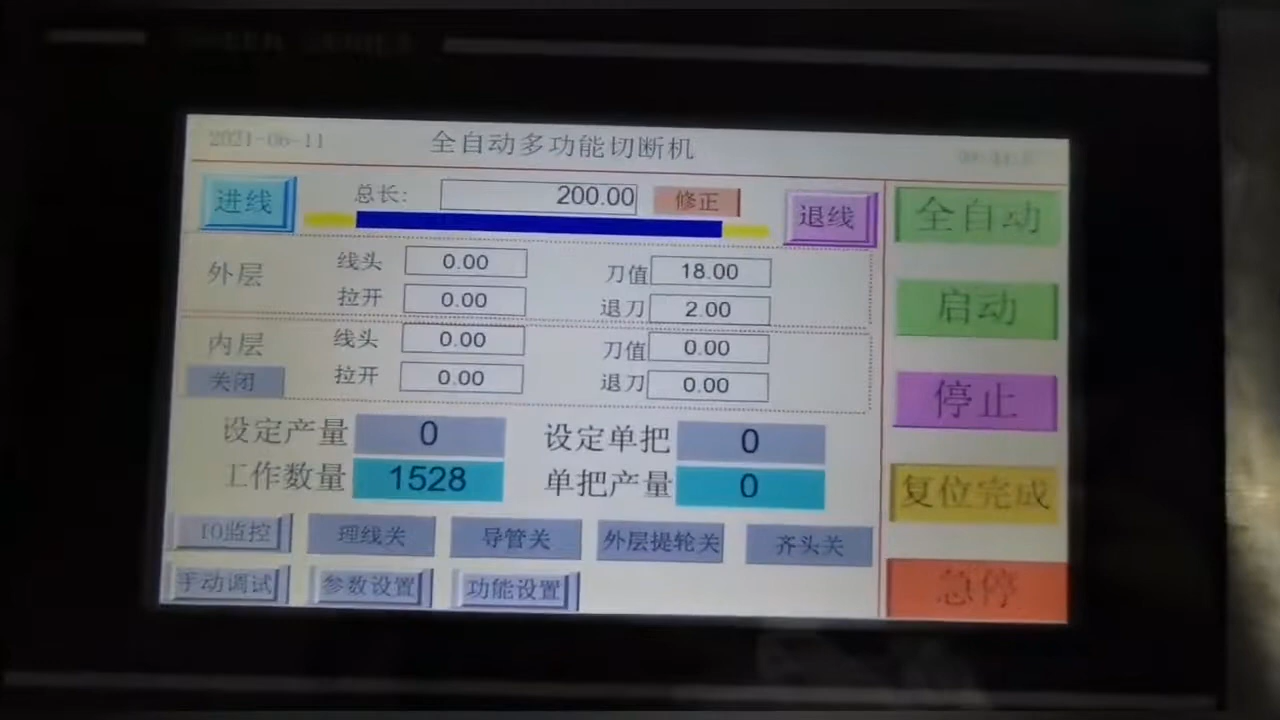 2021-06-11 全自动多功能切断机
进线 总长: 200.00 修正 退线 全自动
外层 线头 0.00 刀值 18.00
拉开 0.00 退刀 2.00 启动
内层 线头 0.00 刀值 0.00
关闭 拉开 0.00 退刀 0.00 停止
设定产量 0 设定单把 0
工作数量 1528 单把产量 0 复位完成
IO监控 理线关 导管关 外层提轮关 齐头关
手动调试 参数设置 功能设置 急停